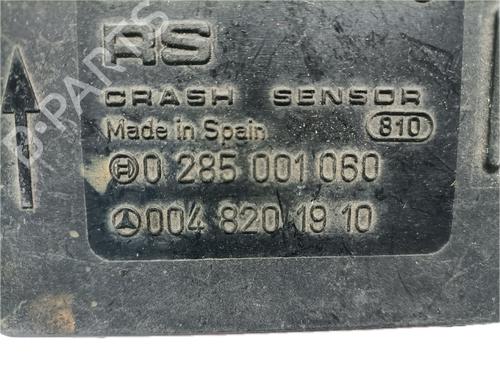 RS
CRASH SENSOR
Made in Spain 810
0 285 001 060
004 820 19 10
B-PARTS